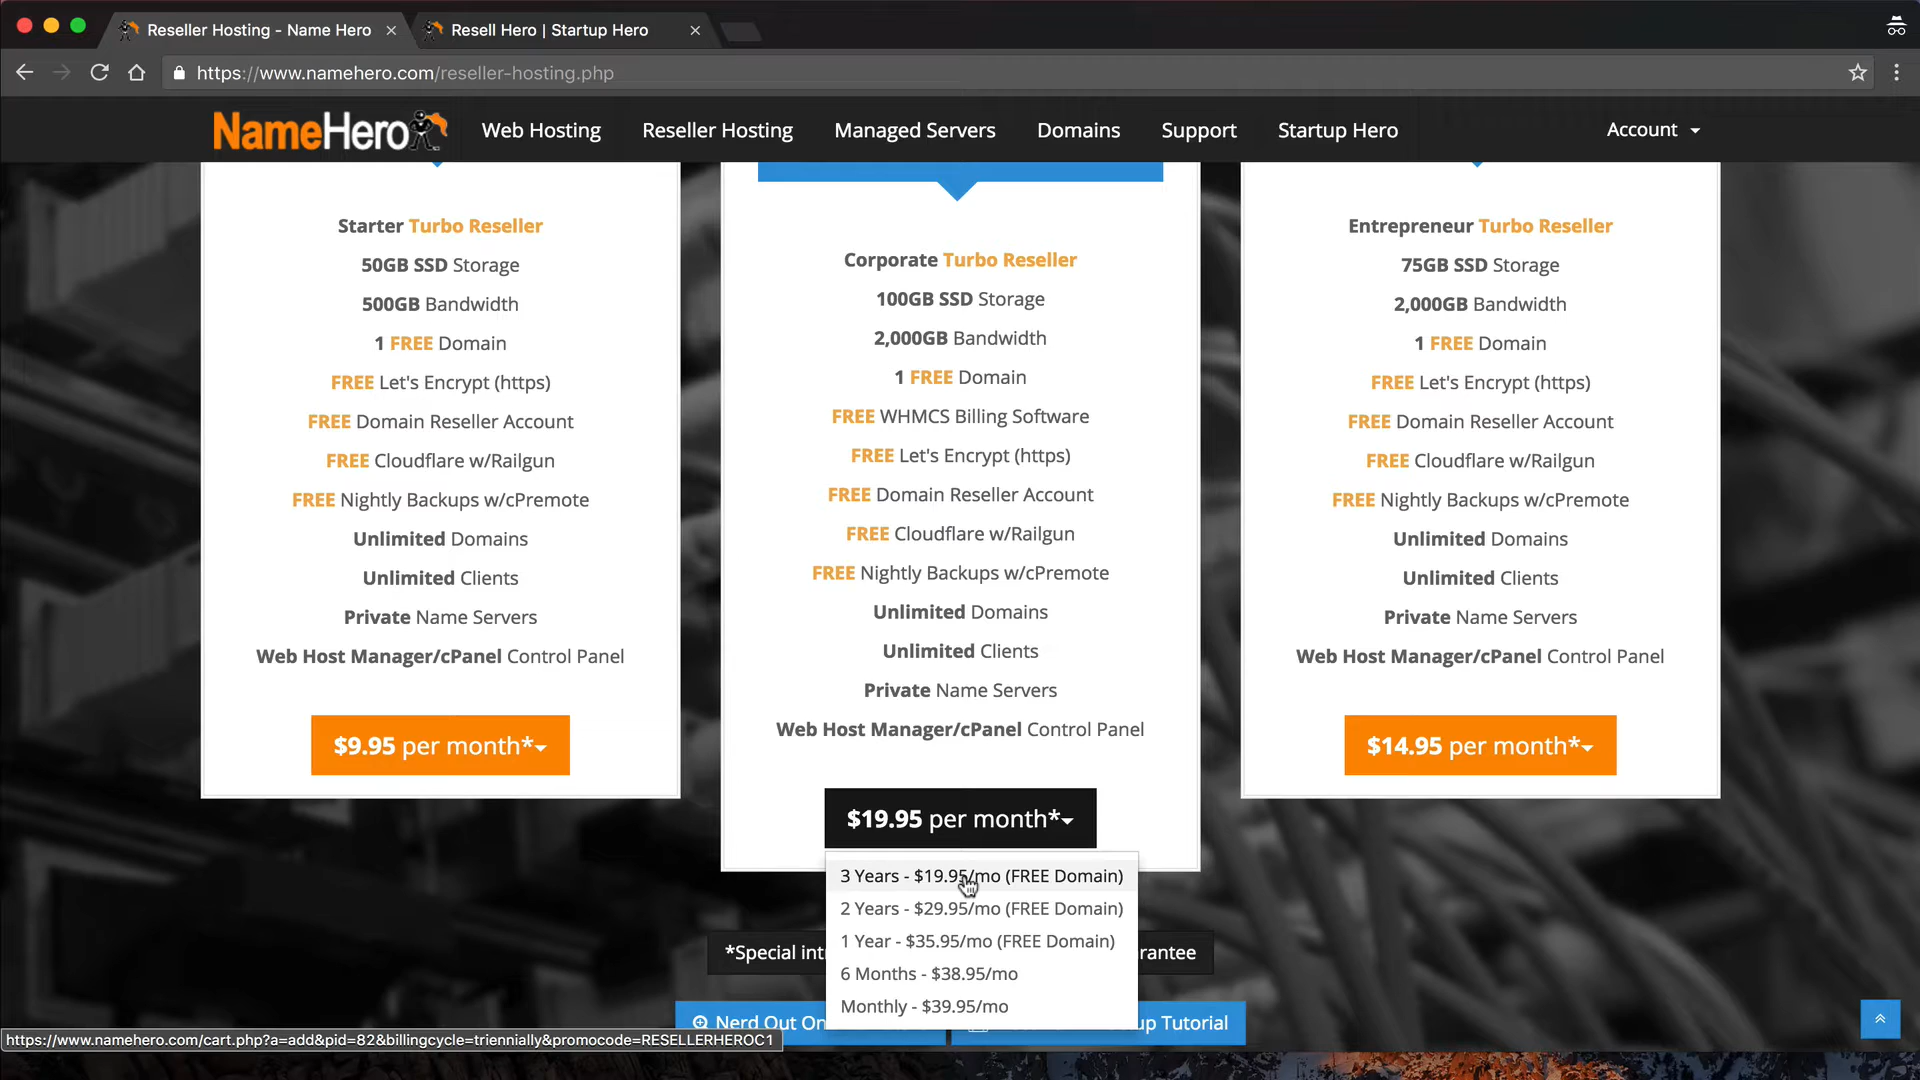 Reseller Hosting - Name Hero
Resell Hero | Startup Hero
https://www.namehero.com/reseller-hosting.php
NameHero
Web Hosting
Reseller Hosting
Managed Servers
Domains
Support
Startup Hero
Account
Starter Turbo Reseller
50GB SSD Storage
500GB Bandwidth
1 FREE Domain
FREE Let's Encrypt (https)
FREE Domain Reseller Account
FREE Cloudflare w/Railgun
FREE Nightly Backups w/cPremote
Unlimited Domains
Unlimited Clients
Private Name Servers
Web Host Manager/cPanel Control Panel
$9.95 per month*
Corporate Turbo Reseller
100GB SSD Storage
2,000GB Bandwidth
1 FREE Domain
FREE WHMCS Billing Software
FREE Let's Encrypt (https)
FREE Domain Reseller Account
FREE Cloudflare w/Railgun
FREE Nightly Backups w/cPremote
Unlimited Domains
Unlimited Clients
Private Name Servers
Web Host Manager/cPanel Control Panel
$19.95 per month*
3 Years - $19.95/mo (FREE Domain)
2 Years - $29.95/mo (FREE Domain)
1 Year - $35.95/mo (FREE Domain)
6 Months - $38.95/mo
Monthly - $39.95/mo
Entrepreneur Turbo Reseller
75GB SSD Storage
2,000GB Bandwidth
1 FREE Domain
FREE Let's Encrypt (https)
FREE Domain Reseller Account
FREE Cloudflare w/Railgun
FREE Nightly Backups w/cPremote
Unlimited Domains
Unlimited Clients
Private Name Servers
Web Host Manager/cPanel Control Panel
$14.95 per month*
*Special
Nerd Out
Tutorial
https://www.namehero.com/cart.php?a=add&pid=82&billingcycle=triennially&promocode=RESELLERHEROC1